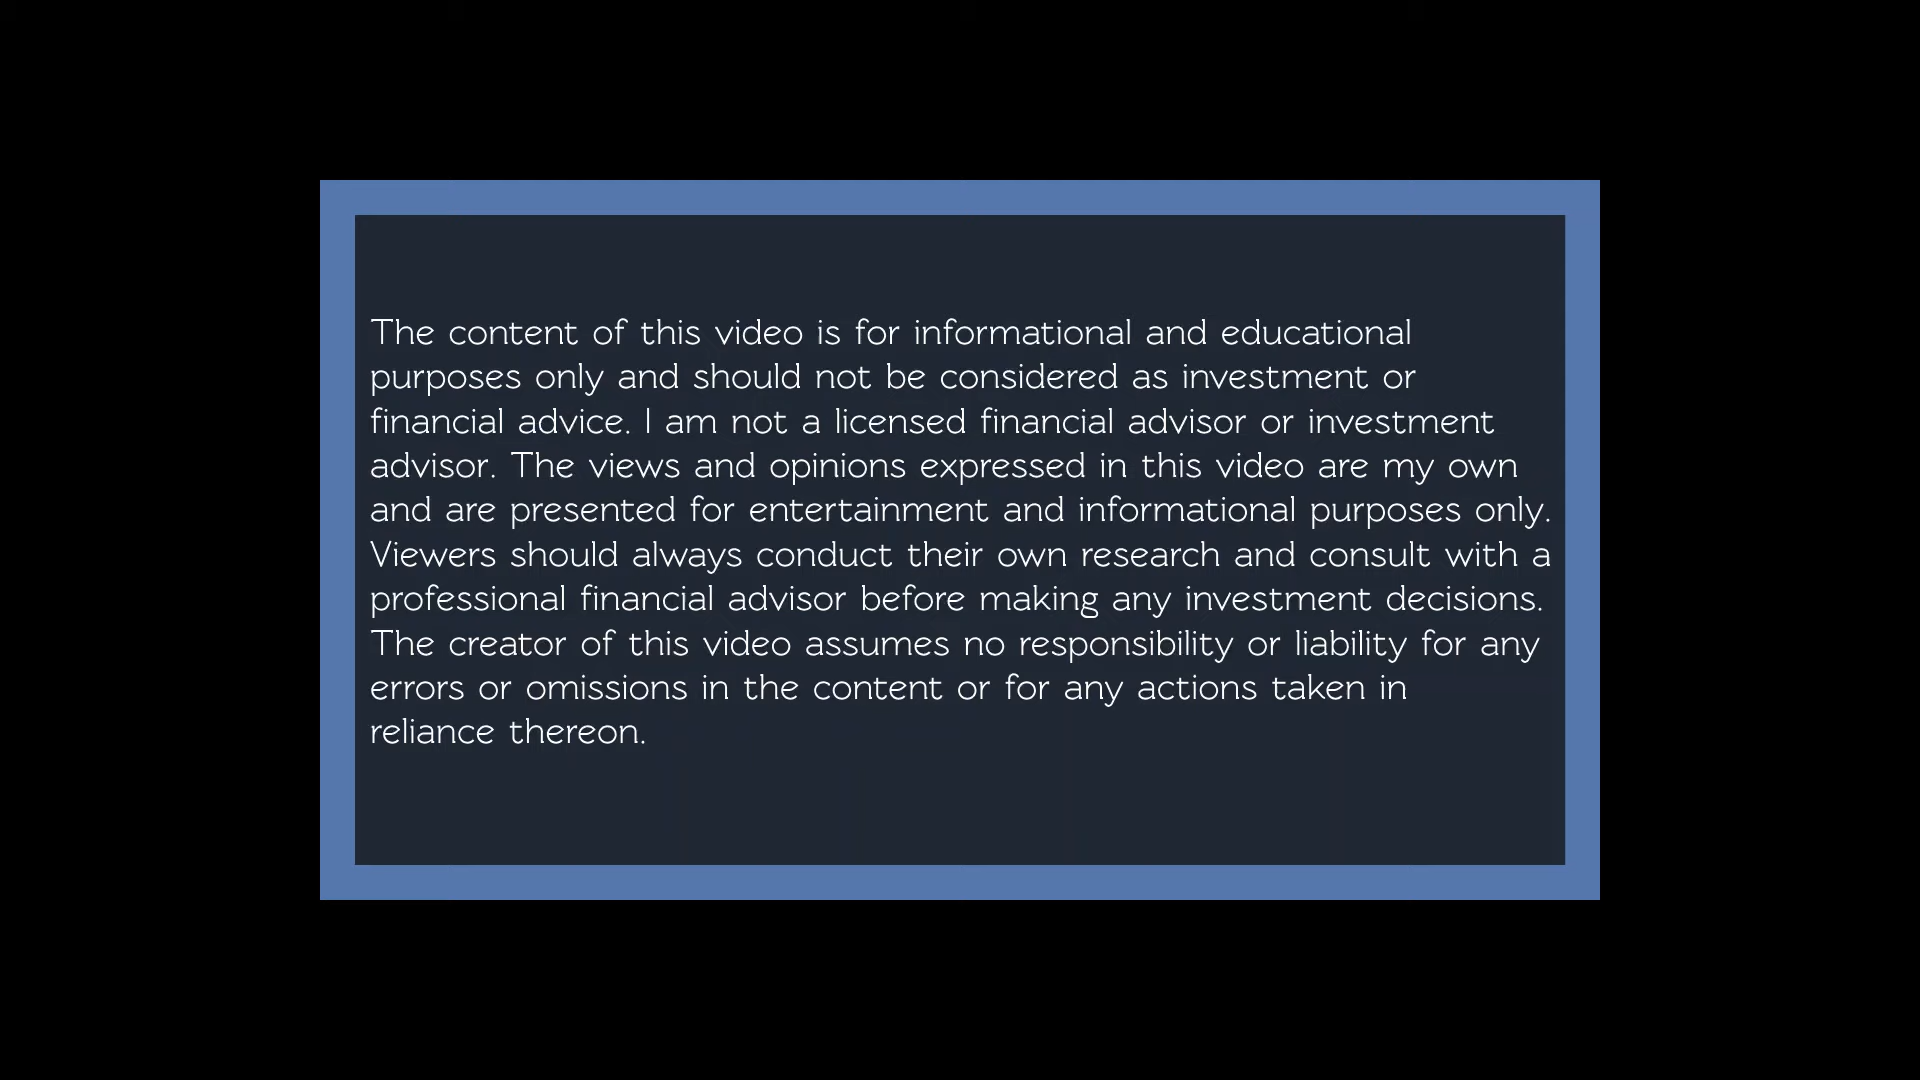 The content of this video is for informational and educational
purposes only and should not be considered as investment or
financial advice. I am not a licensed financial advisor or investment
advisor. The views and opinions expressed in this video are my own
and are presented for entertainment and informational purposes only.
Viewers should always conduct their own research and consult with a
professional financial advisor before making any investment decisions.
The creator of this video assumes no responsibility or liability for any
errors or omissions in the content or for any actions taken in
reliance thereon.